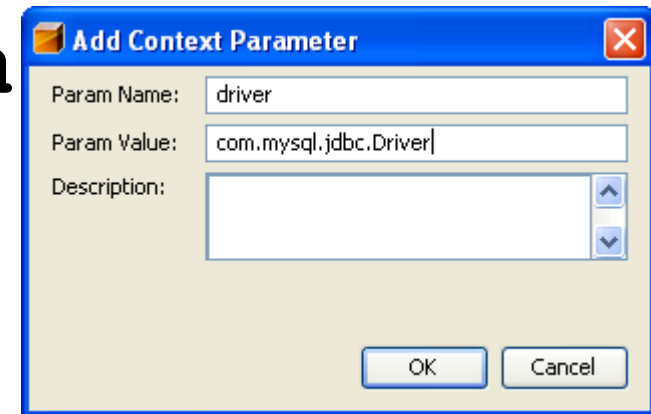 a
Add Context Parameter
Param Name: driver
Param Value: com.mysql.jdbc.Driver
Description:
OK Cancel